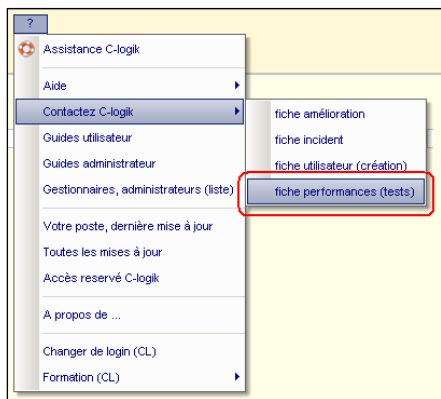 ?
Assistance C-logik
Aide
Contactez C-logik
Guides utilisateur
Guides administrateur
Gestionnaires, administrateurs (liste)
Votre poste, dernière mise à jour
Toutes les mises à jour
Accès reservé C-logik
A propos de ...
Changer de login (CL)
Formation (CL)
fiche amélioration
fiche incident
fiche utilisateur (création)
fiche performances (tests)